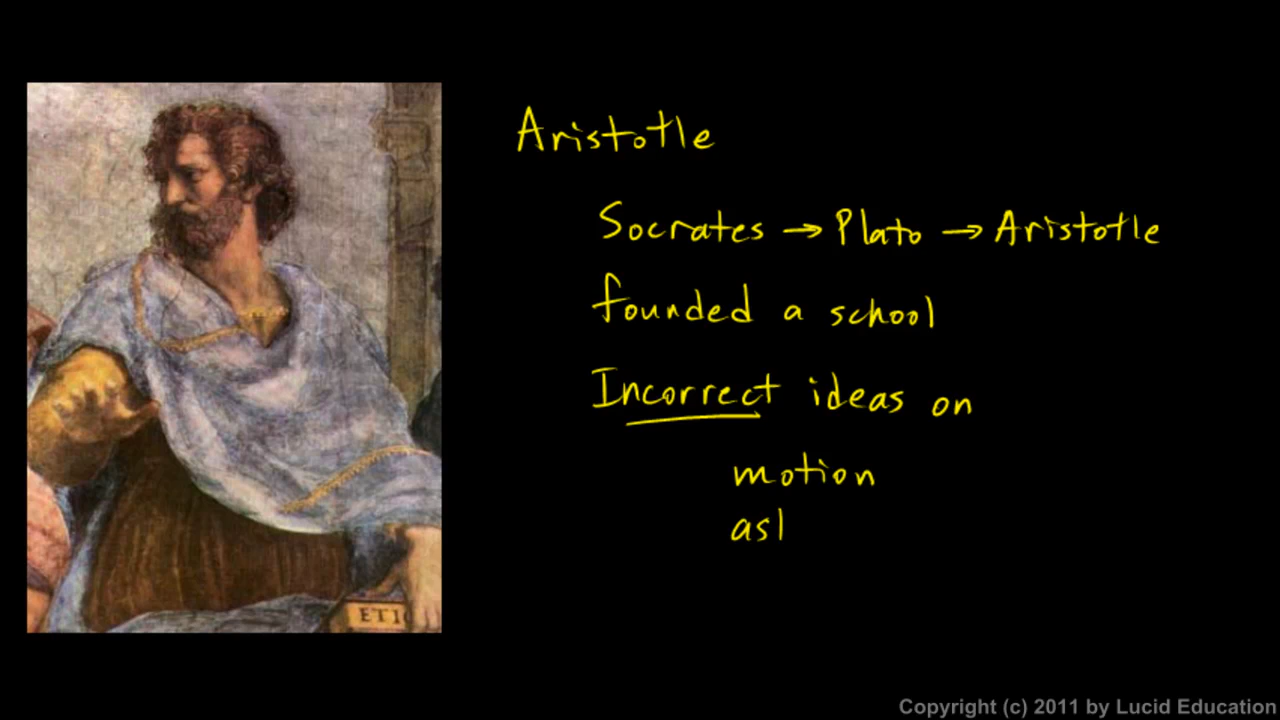 Aristotle
Socrates → Plato → Aristotle
founded a school
Incorrect ideas on
motion
asl
ETI
Copyright (c) 2011 by Lucid Education